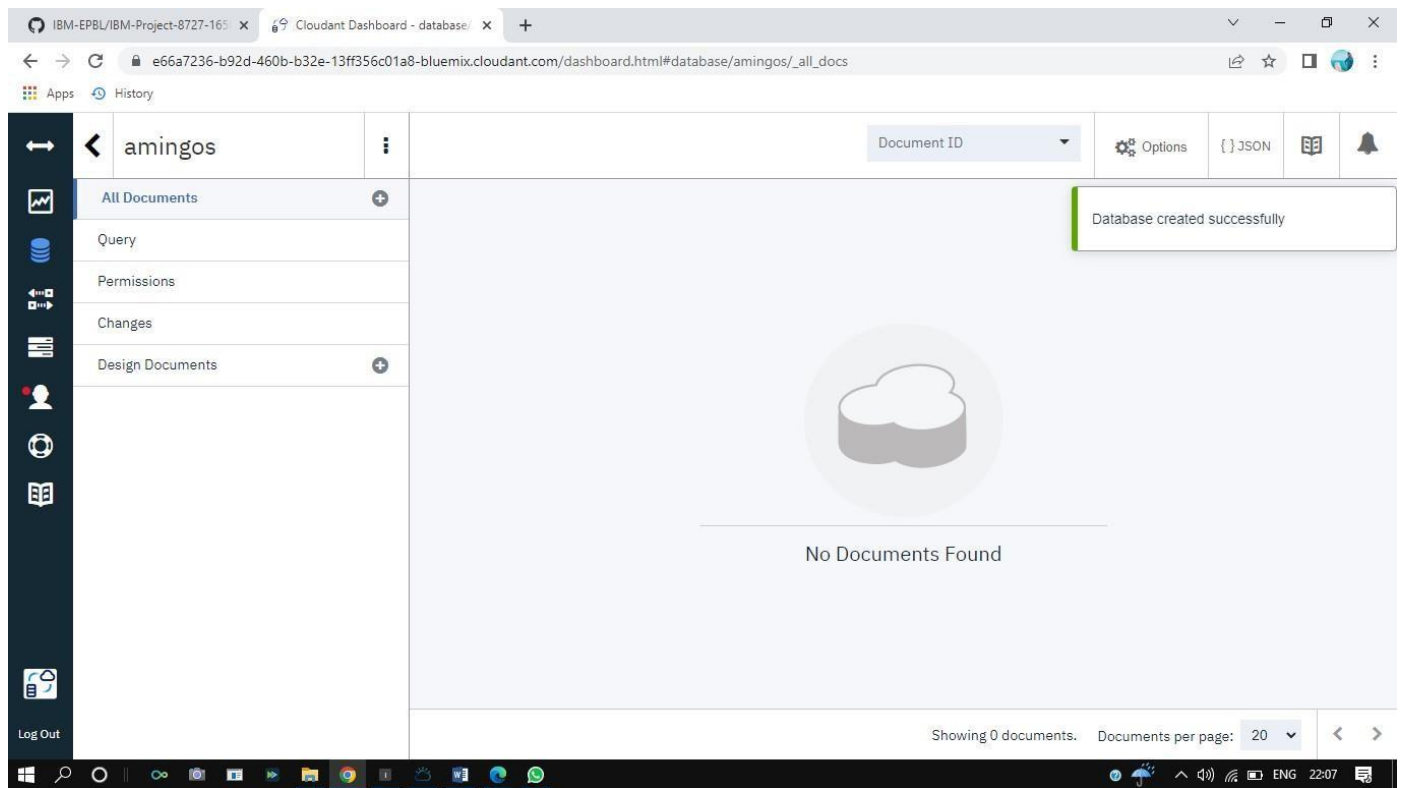 IBM-EPBL/IBM-Project-8727-165
Cloudant Dashboard - database/
e66a7236-b92d-460b-b32e-13ff356c01a8-bluemix.cloudant.com/dashboard.html#database/amingos/_all_docs
Apps
History
amingos
Document ID
Options
{ } JSON
All Documents
Database created successfully
Query
Permissions
Changes
Design Documents
No Documents Found
Log Out
Showing 0 documents.
Documents per page: 20
ENG 22:07